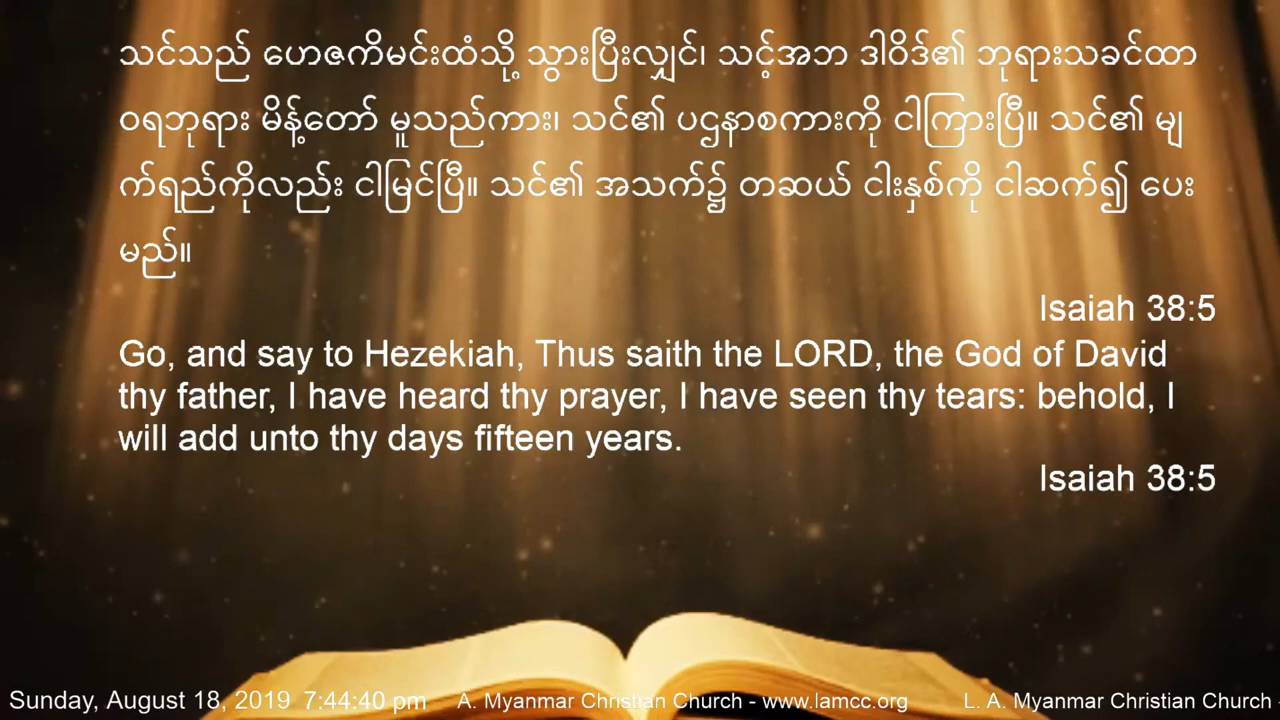 သင်သည် ဟေဇကိမင်းထံသို့ သွားပြီးလျှင်၊ သင့်အဘ ဒါဝိဒ်၏ ဘုရားသခင်ထာ
ဝရဘုရား မိန့်တော် မူသည်ကား၊ သင်၏ ပဌနာစကားကို ငါကြားပြီ။ သင်၏ မျ
က်ရည်ကိုလည်း ငါမြင်ပြီ။ သင်၏ အသက်၌ တဆယ် ငါးနှစ်ကို ငါဆက်၍ ပေး
မည်။
Isaiah 38:5
Go, and say to Hezekiah, Thus saith the LORD, the God of David
thy father, I have heard thy prayer, I have seen thy tears: behold, I
will add unto thy days fifteen years.
Isaiah 38:5
Sunday, August 18, 2019 7:44:40 pm A. Myanmar Christian Church - www.lamcc.org L. A. Myanmar Christian Church